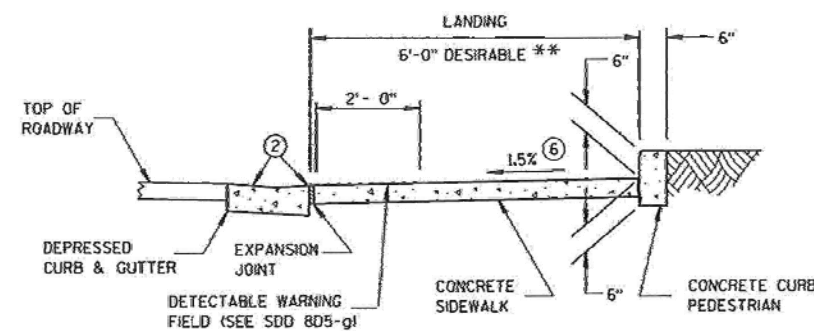 LANDING
6"
6'-0" DESIRABLE **
6"
2'- 0"
TOP OF
ROADWAY
2
1.5% 6
DEPRESSED
CURB & GUTTER
EXPANSION
JOINT
CONCRETE
SIDEWALK
6"
CONCRETE CURB
PEDESTRIAN
DETECTABLE WARNING
FIELD (SEE SDD 8D5-g)